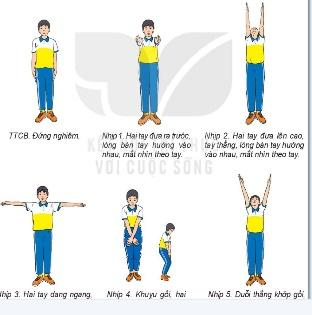 TTCB. Đứng nghiêm.
Nhịp 1. Hai tay đưa ra trước,
lòng bàn tay hướng vào
nhau, mắt nhìn theo tay.
Nhịp 2. Hai tay đưa lên cao,
tay thẳng, lòng bàn tay hướng
vào nhau, mắt nhìn theo tay.
VỚI CUỘC SỐNG
Nhịp 3. Hai tay dang ngang,
Nhịp 4. Khuỵu gối, hai
Nhịp 5. Duỗi thẳng khớp gối,